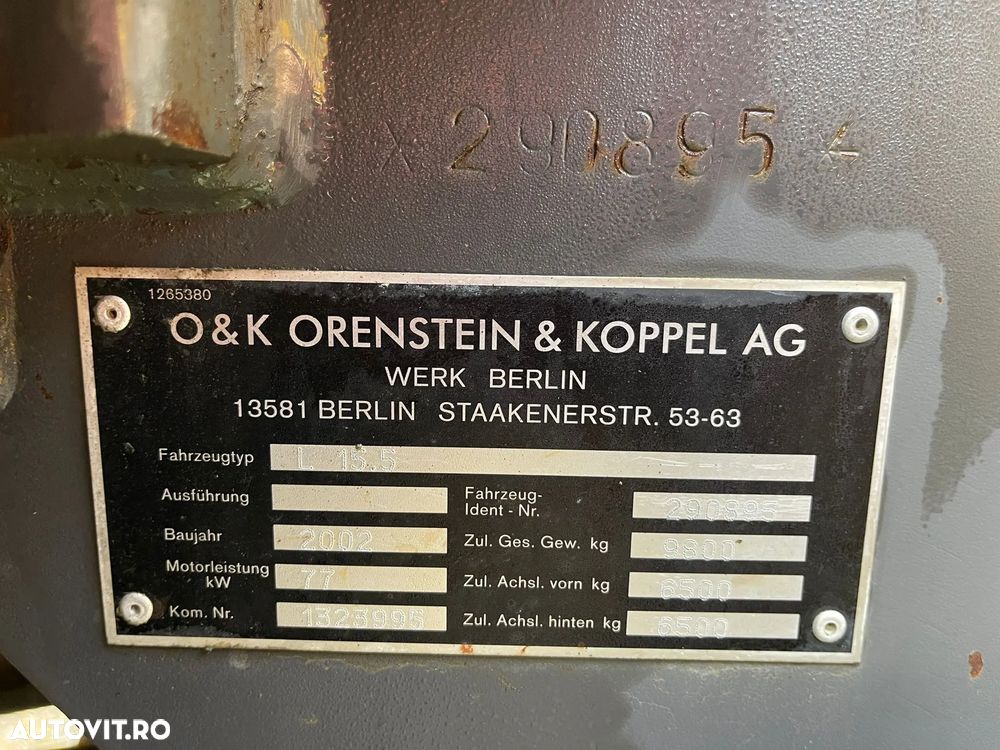 * 290895 *
1265380
O & K ORENSTEIN & KOPPEL AG
WERK BERLIN
13581 BERLIN STAAKENERSTR. 53-63
Fahrzeugtyp L 15.5
Ausführung
Fahrzeug-Ident - Nr. 290895
Baujahr 2002
Zul. Ges. Gew. kg 9800
Motorleistung kW 77
Zul. Achsl. vorn kg 6500
Kom. Nr. 1323995
Zul. Achsl. hinten kg 6500
AUTOVIT.RO